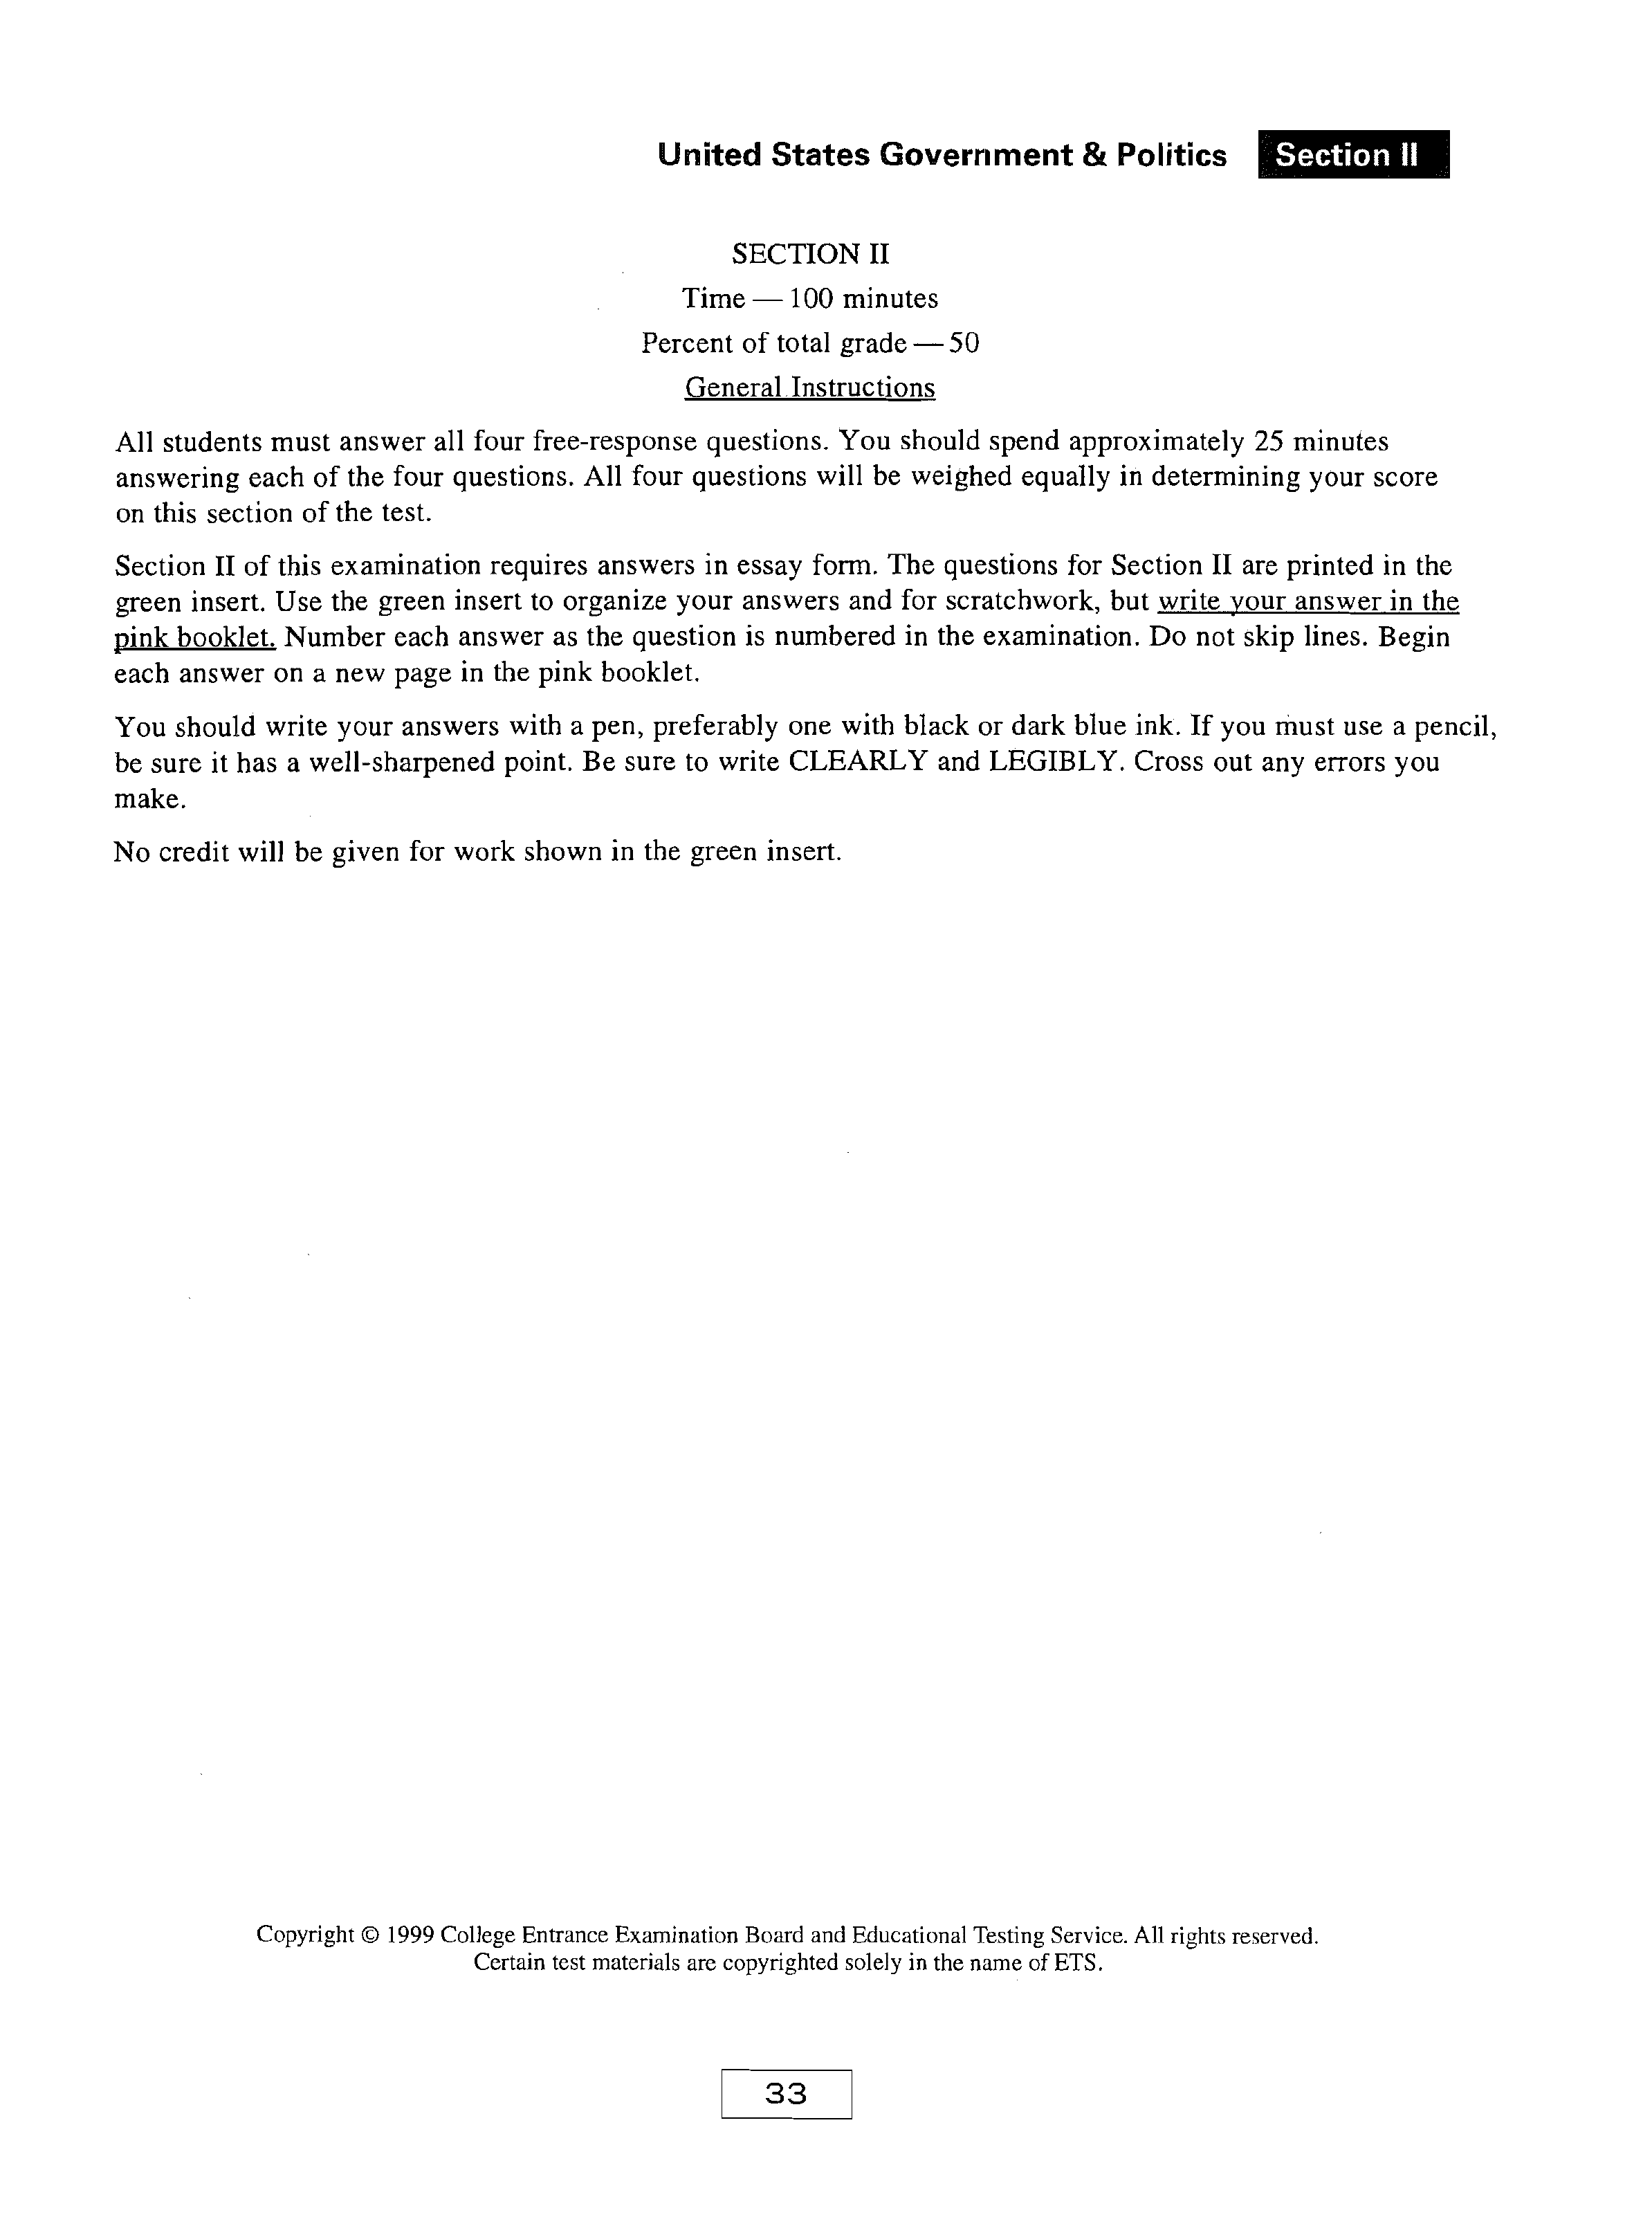 United States Government & Politics Section II
SECTION II
Time — 100 minutes
Percent of total grade — 50
General Instructions
All students must answer all four free-response questions. You should spend approximately 25 minutes
answering each of the four questions. All four questions will be weighed equally in determining your score
on this section of the test.
Section II of this examination requires answers in essay form. The questions for Section II are printed in the
green insert. Use the green insert to organize your answers and for scratchwork, but write your answer in the
pink booklet. Number each answer as the question is numbered in the examination. Do not skip lines. Begin
each answer on a new page in the pink booklet.
You should write your answers with a pen, preferably one with black or dark blue ink. If you must use a pencil,
be sure it has a well-sharpened point. Be sure to write CLEARLY and LEGIBLY. Cross out any errors you
make.
No credit will be given for work shown in the green insert.
Copyright © 1999 College Entrance Examination Board and Educational Testing Service. All rights reserved.
Certain test materials are copyrighted solely in the name of ETS.
33